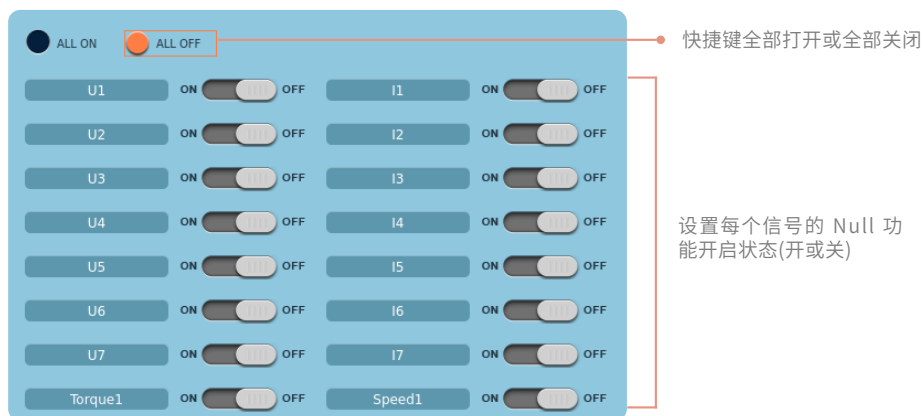 ALL ON ALL OFF 快捷键全部打开或全部关闭
U1 ON OFF I1 ON OFF
U2 ON OFF I2 ON OFF
U3 ON OFF I3 ON OFF
U4 ON OFF I4 ON OFF
设置每个信号的 Null 功
能开启状态(开或关)
U5 ON OFF I5 ON OFF
U6 ON OFF I6 ON OFF
U7 ON OFF I7 ON OFF
Torque1 ON OFF Speed1 ON OFF